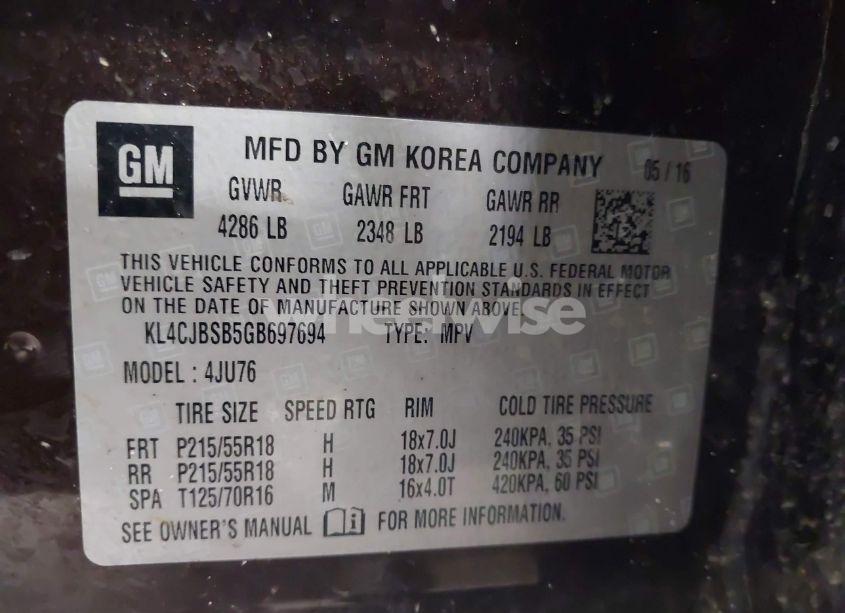 GM MFD BY GM KOREA COMPANY 05 / 16
GVWR GAWR FRT GAWR RR
4286 LB 2348 LB 2194 LB
THIS VEHICLE CONFORMS TO ALL APPLICABLE U.S. FEDERAL MOTOR
VEHICLE SAFETY AND THEFT PREVENTION STANDARDS IN EFFECT
ON THE DATE OF MANUFACTURE SHOWN ABOVE.
KL4CJBSB5GB697694 TYPE: MPV
MODEL : 4JU76
TIRE SIZE SPEED RTG RIM COLD TIRE PRESSURE
FRT P215/55R18 H 18x7.0J 240KPA, 35 PSI
RR P215/55R18 H 18x7.0J 240KPA, 35 PSI
SPA T125/70R16 M 16x4.0T 420KPA, 60 PSI
SEE OWNER'S MANUAL FOR MORE INFORMATION.